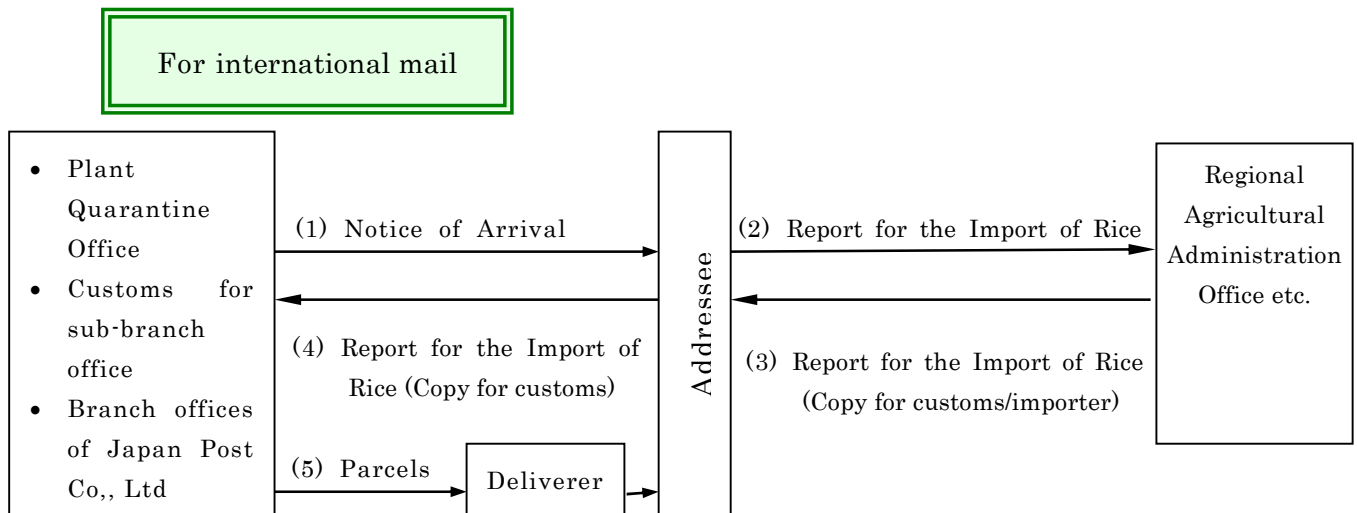 For international mail
• Plant
Quarantine
Office
• Customs for
sub-branch
office
• Branch offices
of Japan Post
Co,, Ltd
(1) Notice of Arrival
(4) Report for the Import of
Rice (Copy for customs)
(5) Parcels
Deliverer
Addressee
(2) Report for the Import of Rice
(3) Report for the Import of Rice
(Copy for customs/importer)
Regional
Agricultural
Administration
Office etc.